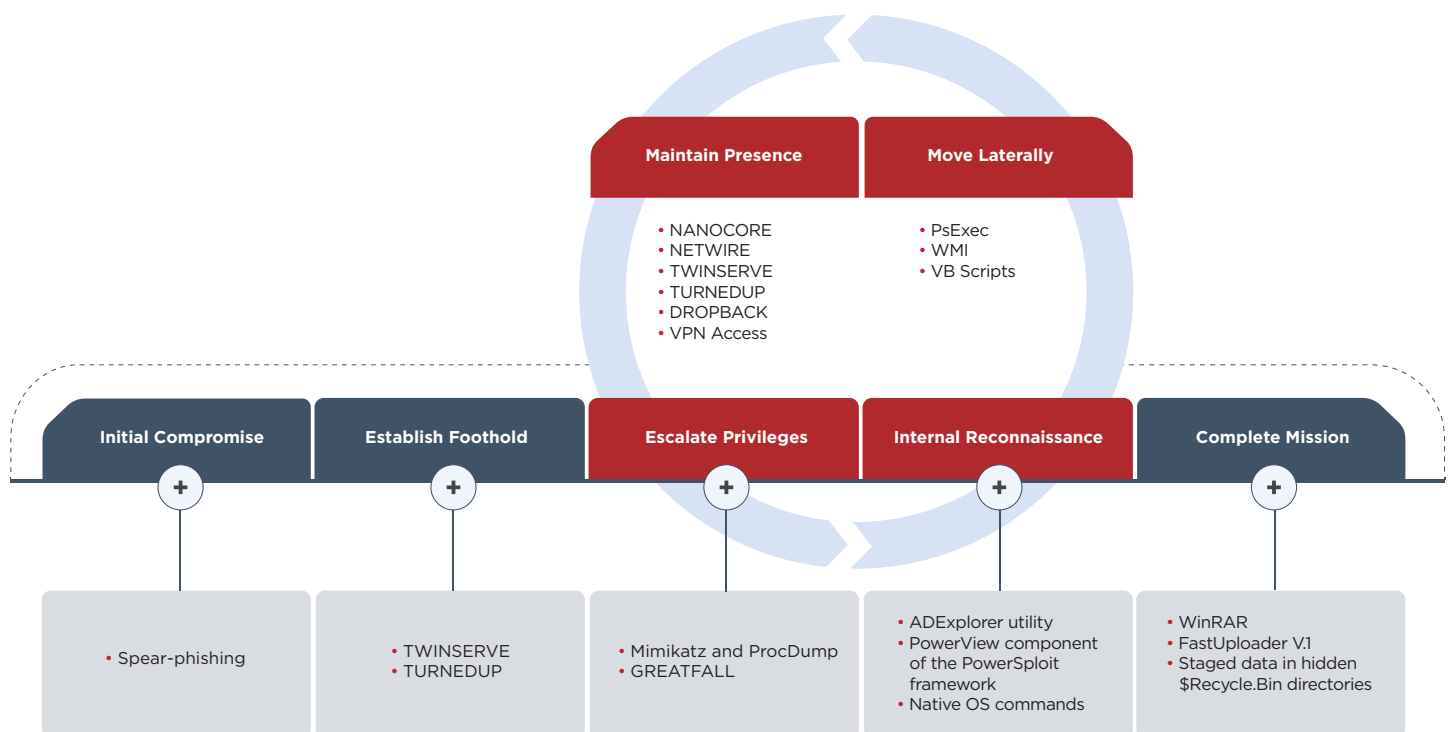 Maintain Presence
• NANOCORE
• NETWIRE
• TWINSERVE
• TURNEDUP
• DROPBACK
• VPN Access
Move Laterally
• PsExec
• WMI
• VB Scripts
Initial Compromise
+
• Spear-phishing
Establish Foothold
+
• TWINSERVE
• TURNEDUP
Escalate Privileges
+
• Mimikatz and ProcDump
• GREATFALL
Internal Reconnaissance
+
• ADExplorer utility
• PowerView component
of the PowerSploit
framework
• Native OS commands
Complete Mission
+
• WinRAR
• FastUploader V.1
• Staged data in hidden
$Recycle.Bin directories